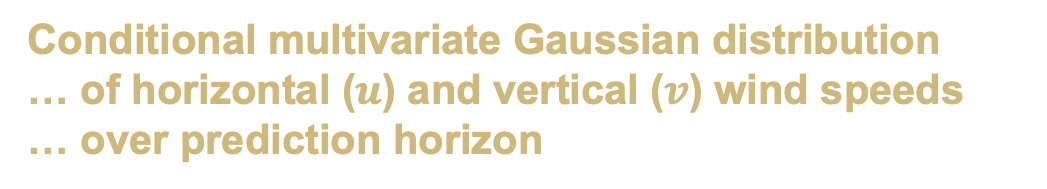 Conditional multivariate Gaussian distribution
… of horizontal (𝒖) and vertical (𝒗) wind speeds
… over prediction horizon